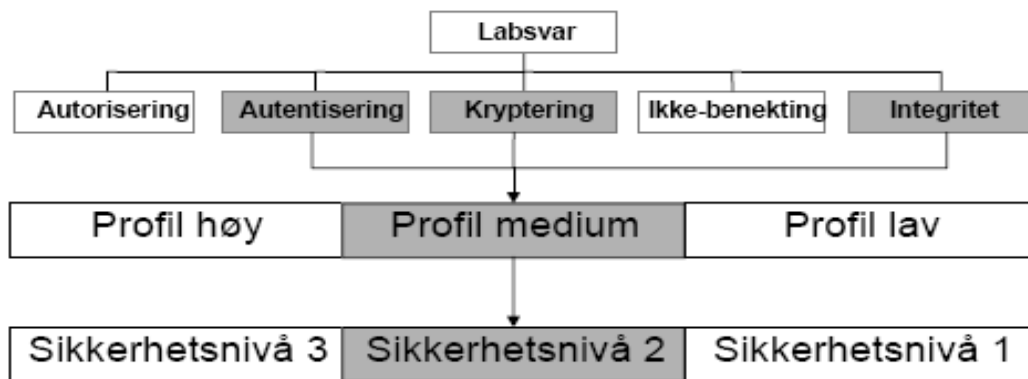 Labsvar
Autorisering Autentisering Kryptering Ikke-benekting Integritet
Profil høy Profil medium Profil lav
Sikkerhetsnivå 3 Sikkerhetsnivå 2 Sikkerhetsnivå 1